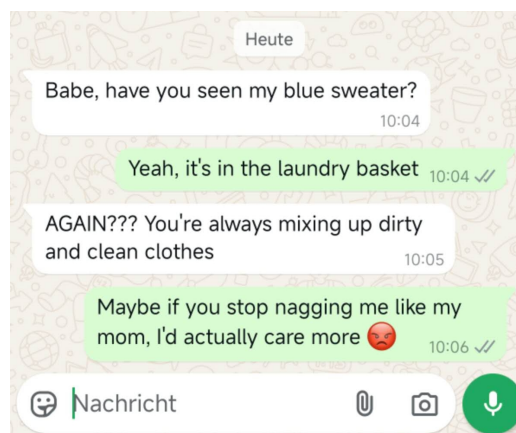 Heute
Babe, have you seen my blue sweater?
10:04
Yeah, it's in the laundry basket 10:04
AGAIN??? You're always mixing up dirty
and clean clothes
10:05
Maybe if you stop nagging me like my
mom, I'd actually care more 😡
10:06
Nachricht